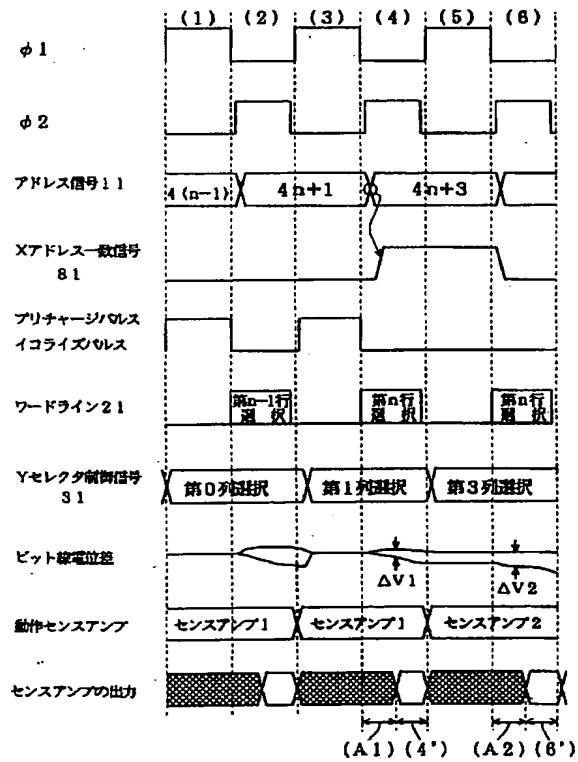 (1) (2) (3) (4) (5) (6)
φ1
φ2
アドレス信号11
4(n-1) 4n+1 4n+3
Xアドレス一致信号
81
プリチャージパルス
イコライズパルス
ワードライン21
第n-1行 第n行 第n行
選択 選択 選択
Yセレクタ制御信号
31
第0列選択 第1列選択 第3列選択
ビット線電位差
ΔV1 ΔV2
動作センスアンプ
センスアンプ1 センスアンプ1 センスアンプ2
センスアンプの出力
(A1) (4') (A2) (6')